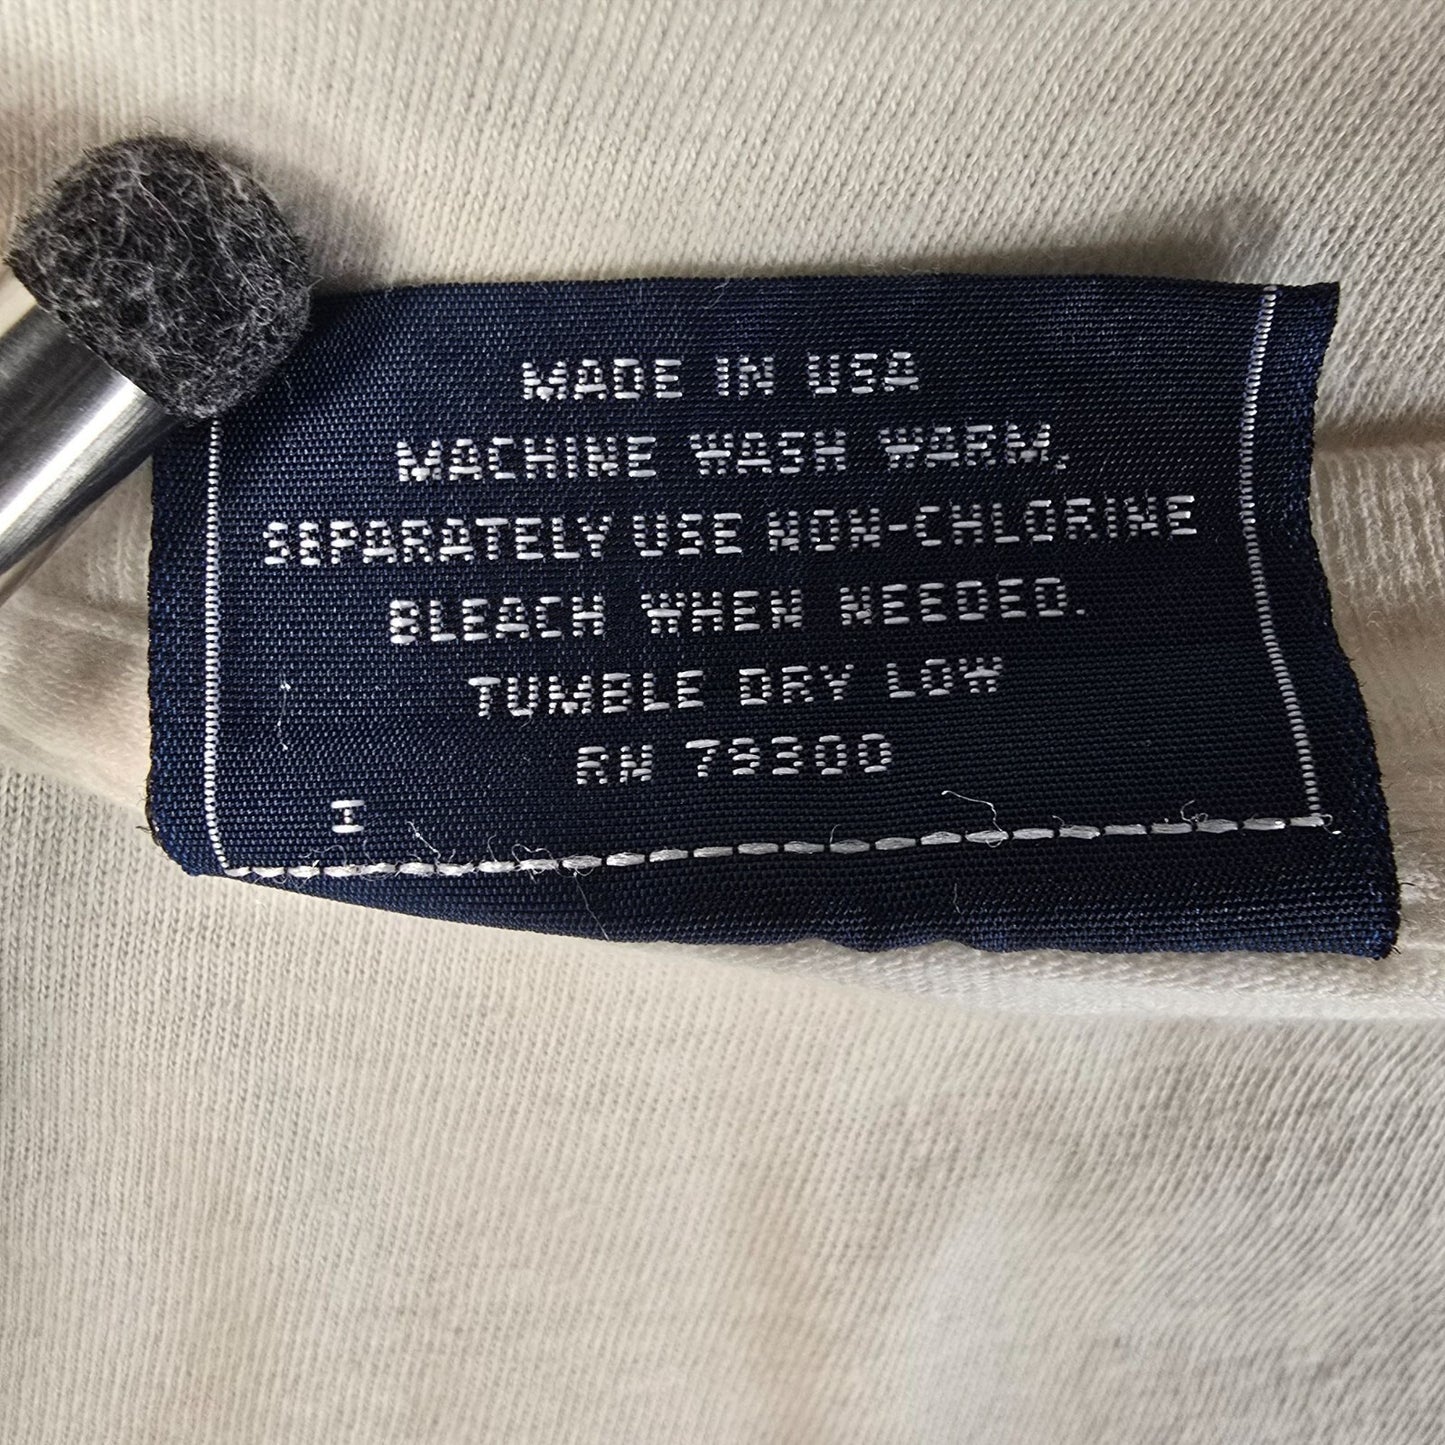 MADE IN USA
MACHINE WASH WARM,
SEPARATELY USE NON-CHLORINE
BLEACH WHEN NEEDED.
TUMBLE DRY LOW
RN 79300
I